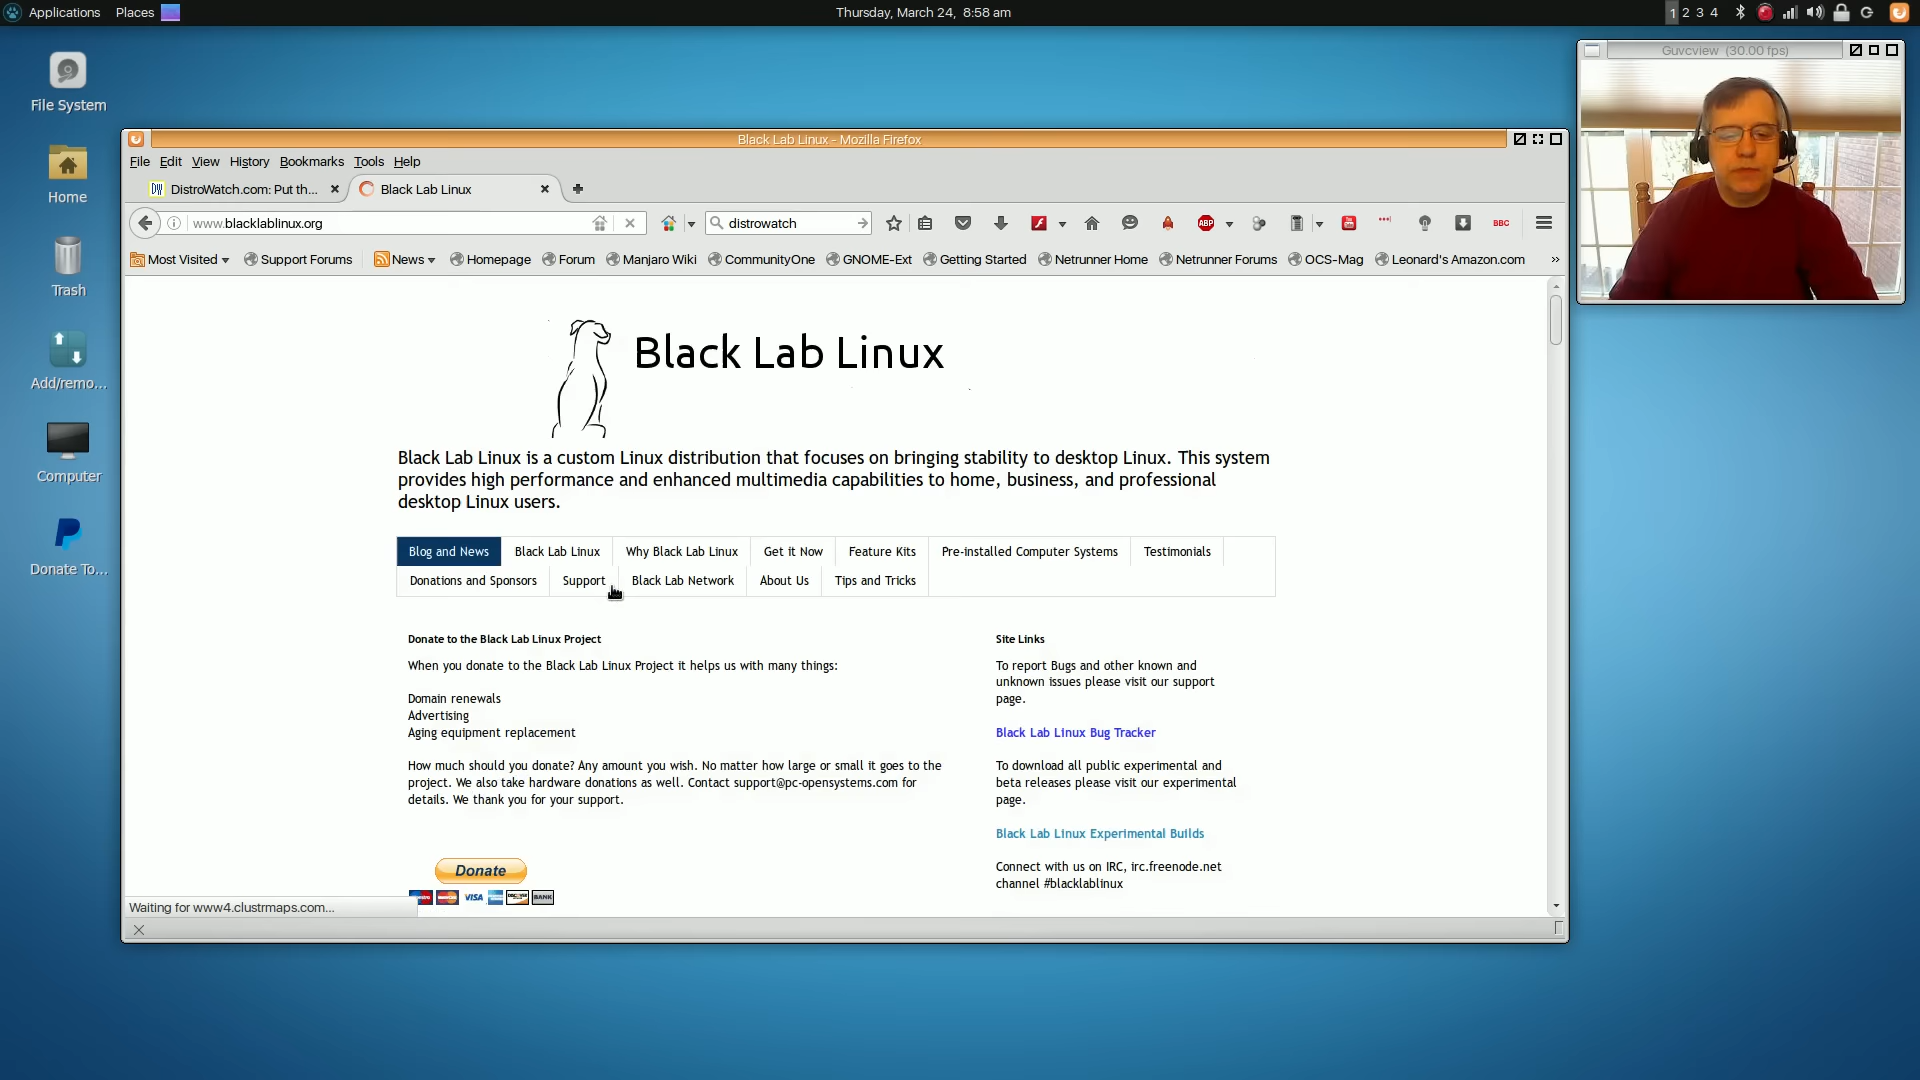 Applications Places Thursday, March 24, 8:58 am 1 2 3 4
File System
Home
Trash
Add/remo...
Computer
Donate To...
Guvcview (30.00 fps)
Black Lab Linux - Mozilla Firefox
File Edit View History Bookmarks Tools Help
DW DistroWatch.com: Put th... Black Lab Linux
www.blacklablinux.org distrowatch ABP BBC
Most Visited Support Forums News Homepage Forum Manjaro Wiki CommunityOne GNOME-Ext Getting Started Netrunner Home Netrunner Forums OCS-Mag Leonard's Amazon.com »
Black Lab Linux
Black Lab Linux is a custom Linux distribution that focuses on bringing stability to desktop Linux. This system
provides high performance and enhanced multimedia capabilities to home, business, and professional
desktop Linux users.
Blog and News Black Lab Linux Why Black Lab Linux Get it Now Feature Kits Pre-installed Computer Systems Testimonials
Donations and Sponsors Support Black Lab Network About Us Tips and Tricks
Donate to the Black Lab Linux Project
When you donate to the Black Lab Linux Project it helps us with many things:
Domain renewals
Advertising
Aging equipment replacement
How much should you donate? Any amount you wish. No matter how large or small it goes to the
project. We also take hardware donations as well. Contact support@pc-opensystems.com for
details. We thank you for your support.
Donate
VISA BANK
Site Links
To report Bugs and other known and
unknown issues please visit our support
page.
Black Lab Linux Bug Tracker
To download all public experimental and
beta releases please visit our experimental
page.
Black Lab Linux Experimental Builds
Connect with us on IRC, irc.freenode.net
channel #blacklablinux
Waiting for www4.clustrmaps.com...